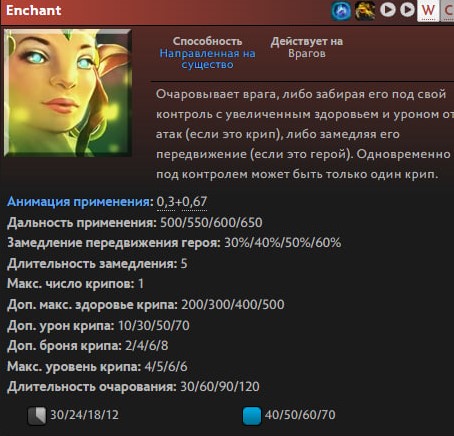 Enchant
W
C
Способность
Направленная на
существо
Действует на
Врагов
Очаровывает врага, либо забирая его под свой
контроль с увеличенным здоровьем и уроном от
атак (если это крип), либо замедляя его
передвижение (если это герой). Одновременно
под контролем может быть только один крип.
Анимация применения: 0,3+0,67
Дальность применения: 500/550/600/650
Замедление передвижения героя: 30%/40%/50%/60%
Длительность замедления: 5
Макс. число крипов: 1
Доп. макс. здоровье крипа: 200/300/400/500
Доп. урон крипа: 10/30/50/70
Доп. броня крипа: 2/4/6/8
Макс. уровень крипа: 4/5/6/6
Длительность очарования: 30/60/90/120
30/24/18/12
40/50/60/70